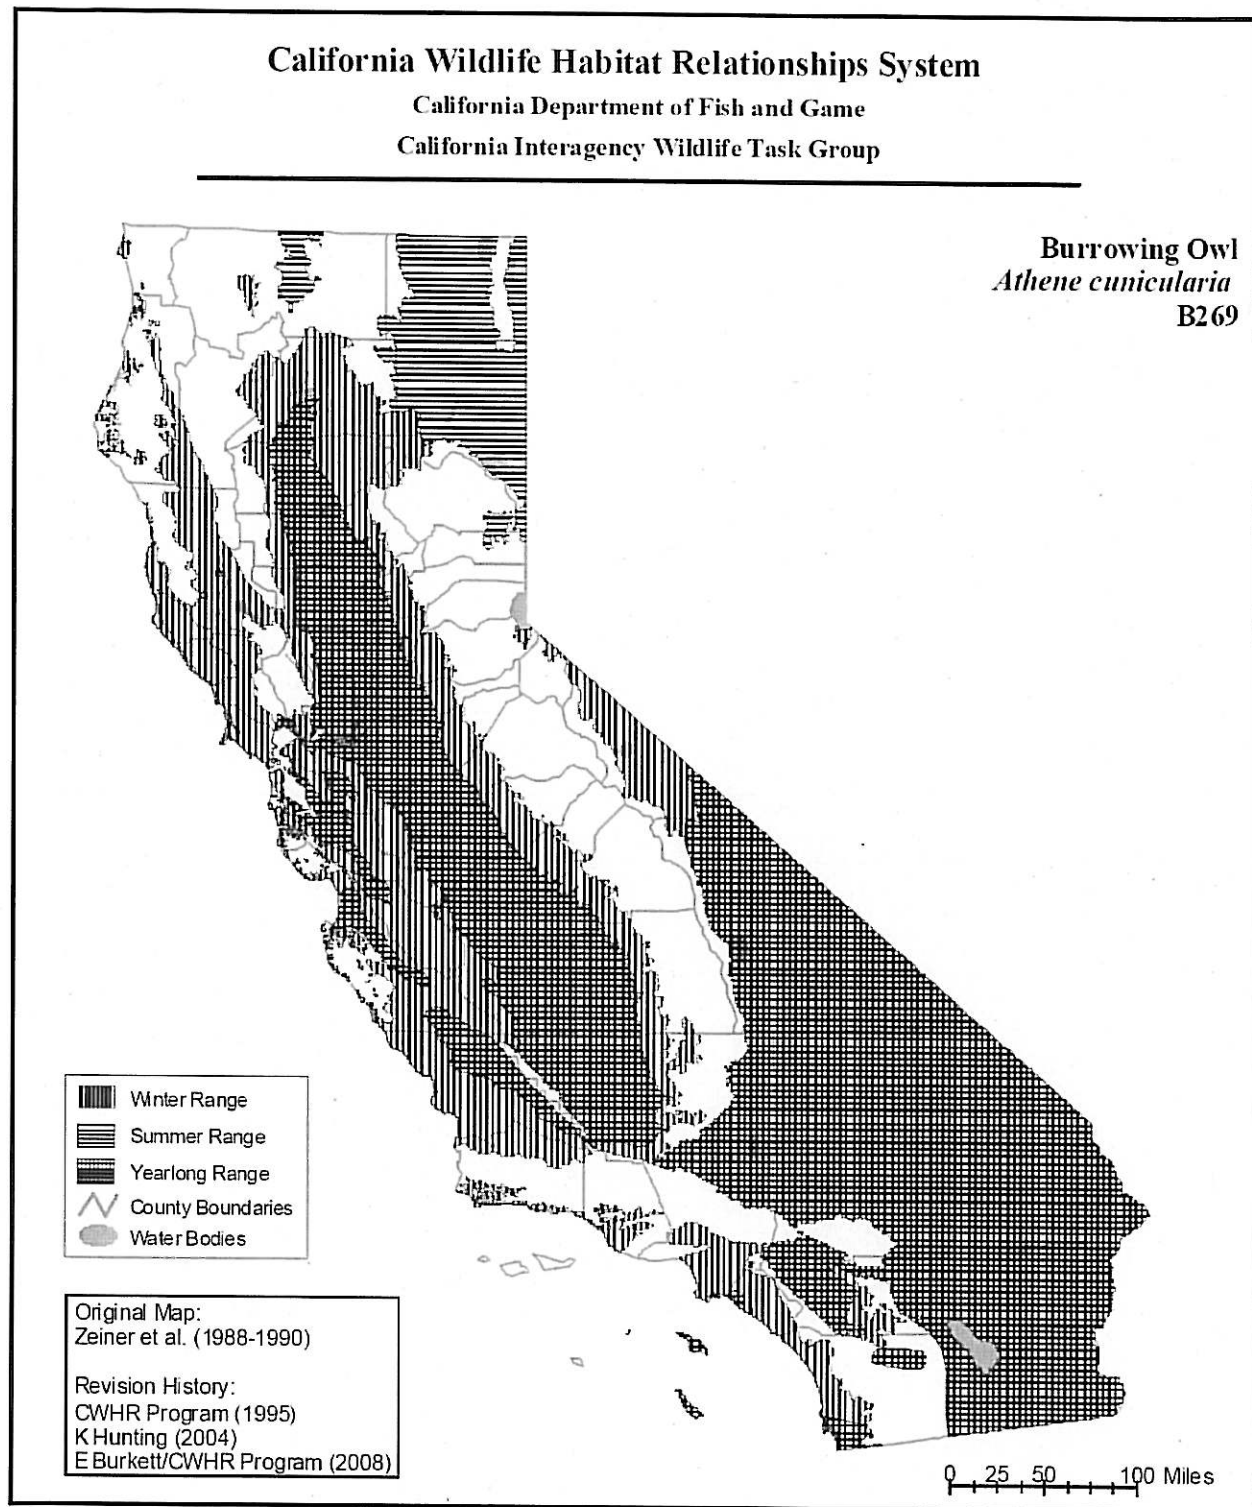 California Wildlife Habitat Relationships System
California Department of Fish and Game
California Interagency Wildlife Task Group
Burrowing Owl
Athene cunicularia
B269
Winter Range
Summer Range
Yearlong Range
County Boundaries
Water Bodies
Original Map:
Zeiner et al. (1988-1990)
Revision History:
CWHR Program (1995)
K Hunting (2004)
E Burkett/CWHR Program (2008)
0 25 50 100 Miles